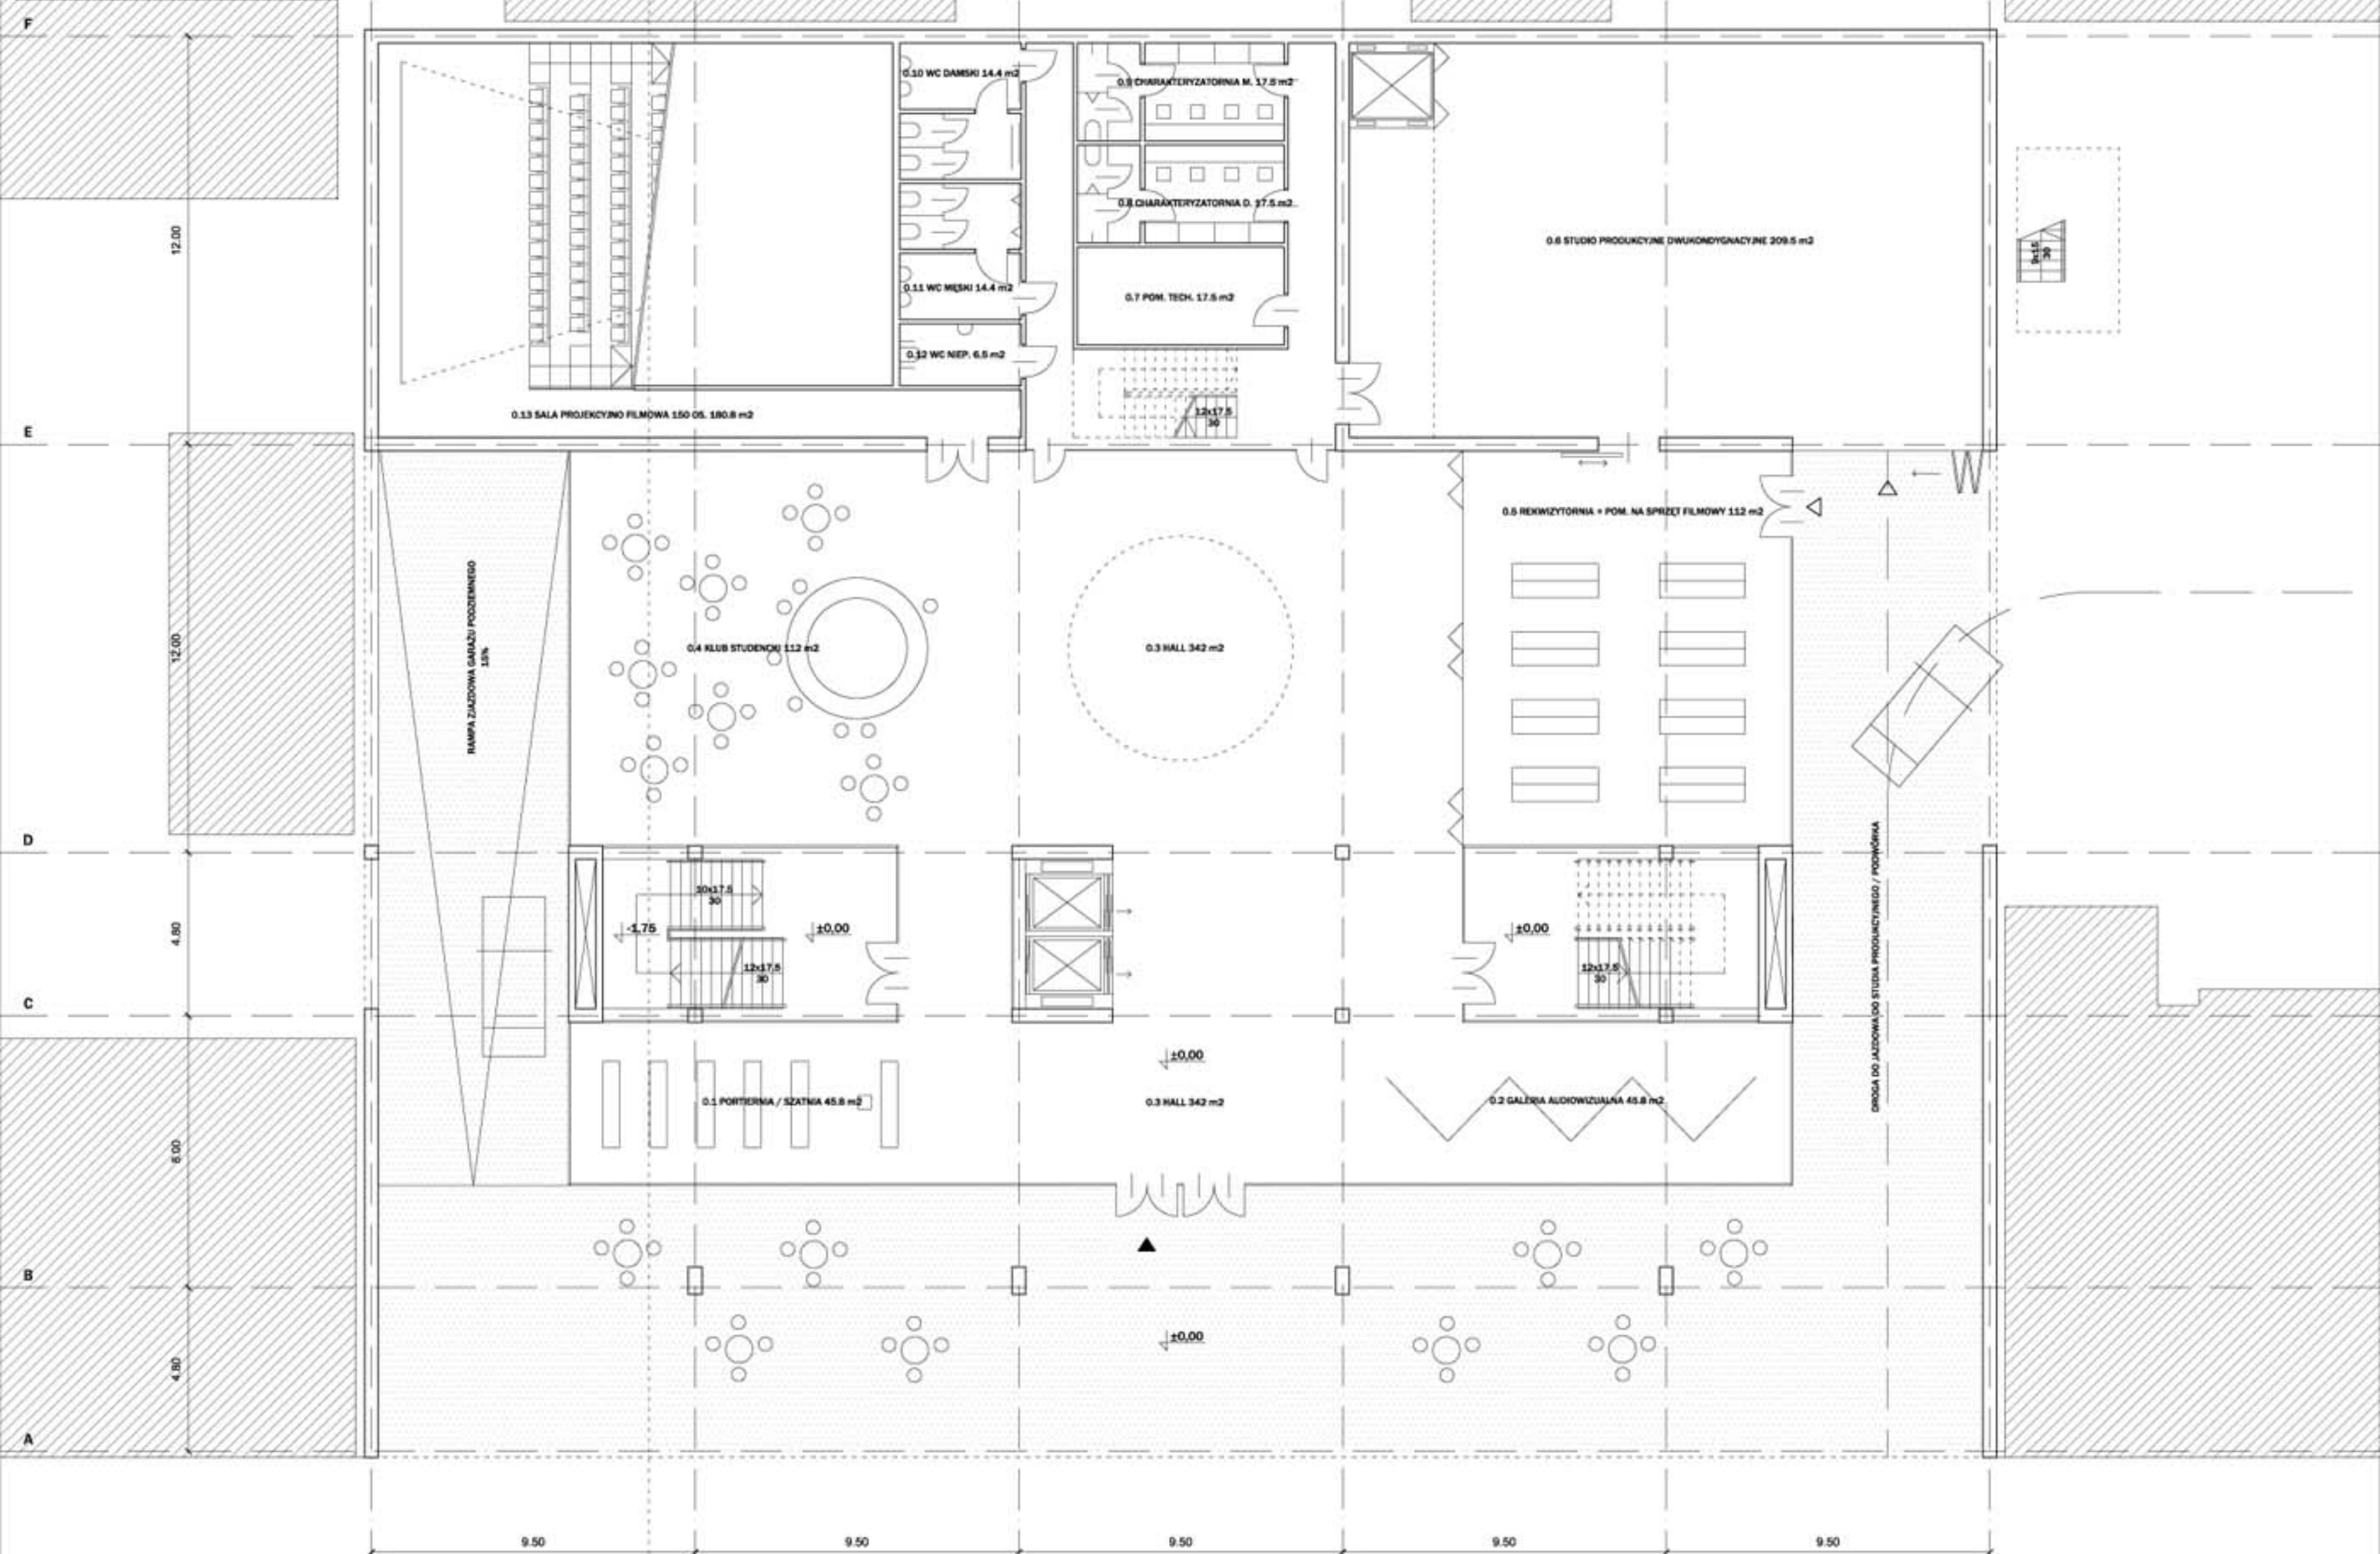 F
0.10 WC DAMSKI 14.4 m2
0.9 CHARAKTERYZATORNIA M. 17.5 m2
0.8 CHARAKTERYZATORNIA D. 17.5 m2
12.00
0.6 STUDIO PRODUKCYJNE DWUKONDYGNACYJNE 209.5 m2
9x15
30
0.11 WC MĘSKI 14.4 m2
0.7 POM. TECH. 17.5 m2
0.12 WC NIEP. 6.5 m2
0.13 SALA PROJEKCYJNO FILMOWA 150 OS. 180.8 m2
12x17.5
30
E
0.5 REKWIZYTORNIA + POM. NA SPRZĘT FILMOWY 112 m2
RAMPA ZJAZDOWA GARAŻU PODZIEMNEGO
15%
12.00
0.4 KLUB STUDENCKI 112 m2
0.3 HALL 342 m2
D
10x17.5
30
-1,75
±0,00
±0,00
4.80
12x17.5
30
12x17.5
30
DROGA DOJAZDOWA DO STUDIA PRODUKCYJNEGO / PODWÓRKA
C
±0,00
0.1 PORTIERNIA / SZATNIA 45.8 m2
0.3 HALL 342 m2
0.2 GALERIA AUDIOWIZUALNA 45.8 m2
8.00
B
±0,00
4.80
A
9.50
9.50
9.50
9.50
9.50